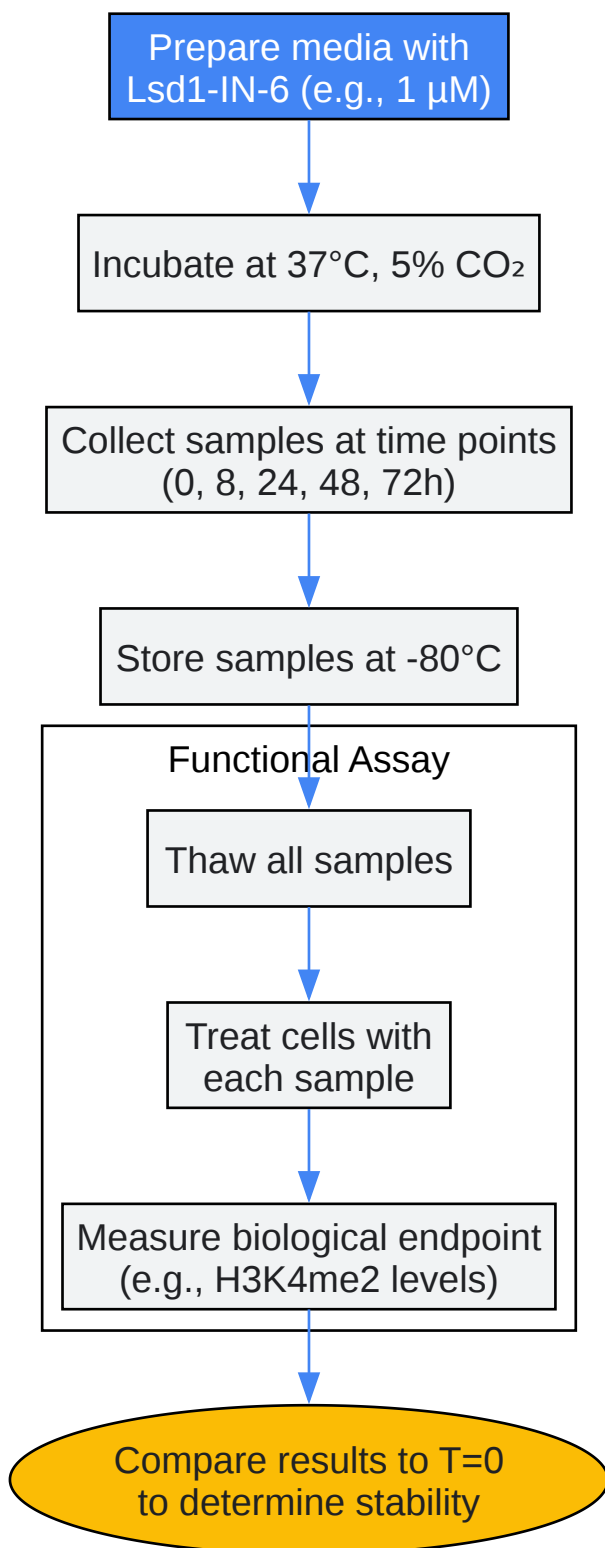 Prepare media with
Lsd1-IN-6 (e.g., 1 µM)
Incubate at 37°C, 5% CO₂
Collect samples at time points
(0, 8, 24, 48, 72h)
Store samples at -80°C
Functional Assay
Thaw all samples
Treat cells with
each sample
Measure biological endpoint
(e.g., H3K4me2 levels)
Compare results to T=0
to determine stability